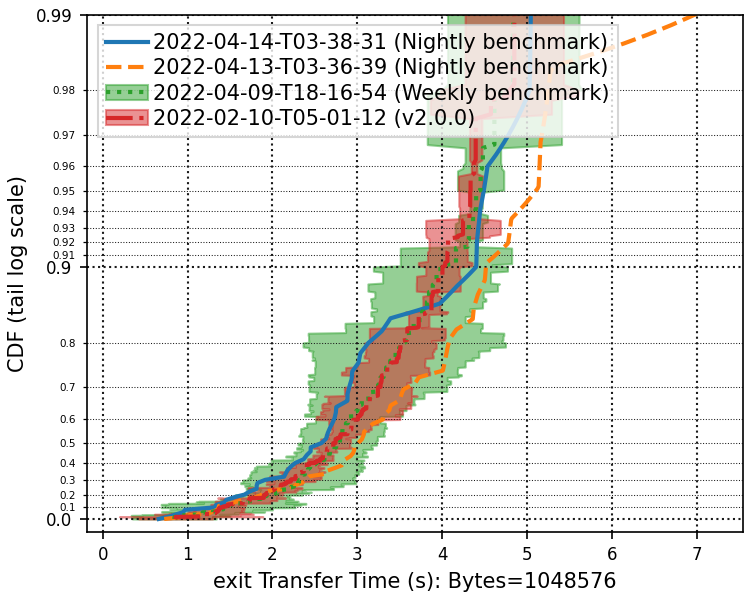 0.99
2022-04-14-T03-38-31 (Nightly benchmark)
2022-04-13-T03-36-39 (Nightly benchmark)
2022-04-09-T18-16-54 (Weekly benchmark)
2022-02-10-T05-01-12 (v2.0.0)
0.98
0.97
0.96
0.95
0.94
0.93
0.92
0.91
0.9
0.8
0.7
0.6
0.5
0.4
0.3
0.2
0.1
0.0
CDF (tail log scale)
0 1 2 3 4 5 6 7
exit Transfer Time (s): Bytes=1048576